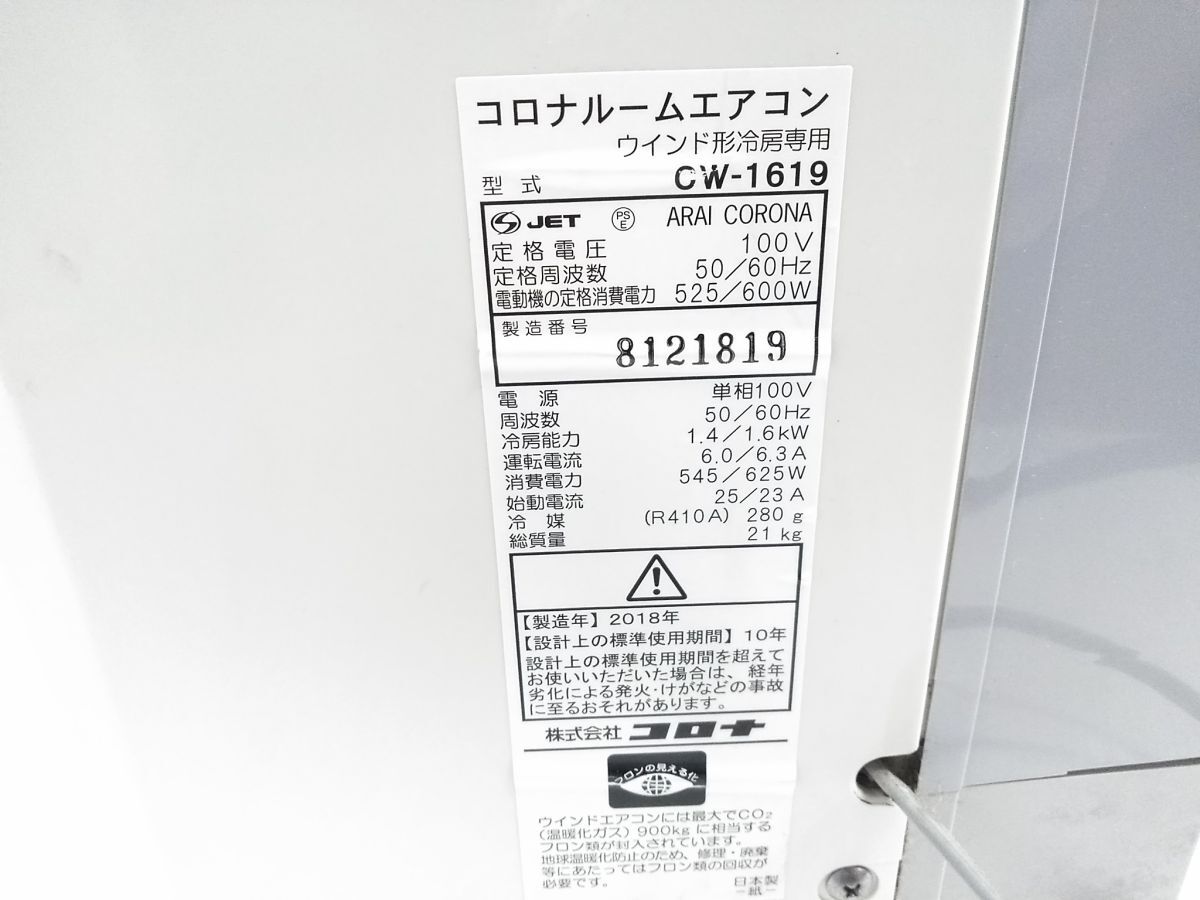 コロナルームエアコン
ウインド形冷房専用
型式 CW-1619
JET PSE ARAI CORONA
定格電圧 100V
定格周波数 50/60Hz
電動機の定格消費電力 525/600W
製造番号
8121819
電源 単相100V
周波数 50/60Hz
冷房能力 1.4/1.6kW
運転電流 6.0/6.3A
消費電力 545/625W
始動電流 25/23A
冷媒 (R410A) 280g
総質量 21kg
【製造年】2018年
【設計上の標準使用期間】10年
設計上の標準使用期間を超えて
お使いいただいた場合は、経年
劣化による発火・けがなどの事故
に至るおそれがあります。
株式会社 コロナ
フロンの見える化
ウインドエアコンには最大でCO₂
(温暖化ガス)900kgに相当する
フロン類が封入されています。
地球温暖化防止のため、修理・廃棄
等にあたってはフロン類の回収が
必要です。 日本製
-紙-